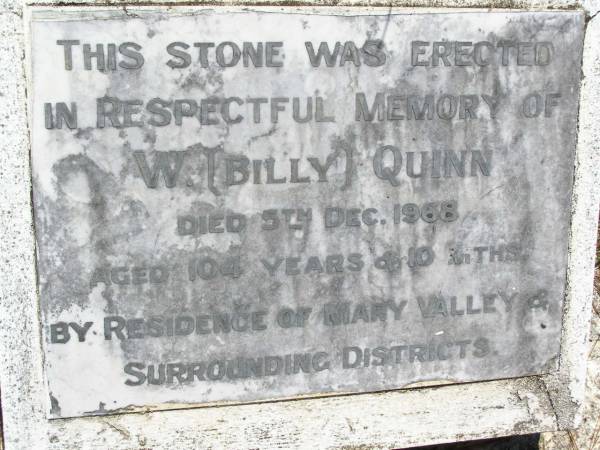 THIS STONE WAS ERECTED
IN RESPECTFUL MEMORY OF
W. (BILLY) QUINN
DIED 5TH DEC. 1968
AGED 104 YEARS & 10 MTHS.
BY RESIDENCE OF MARY VALLEY &
SURROUNDING DISTRICTS.